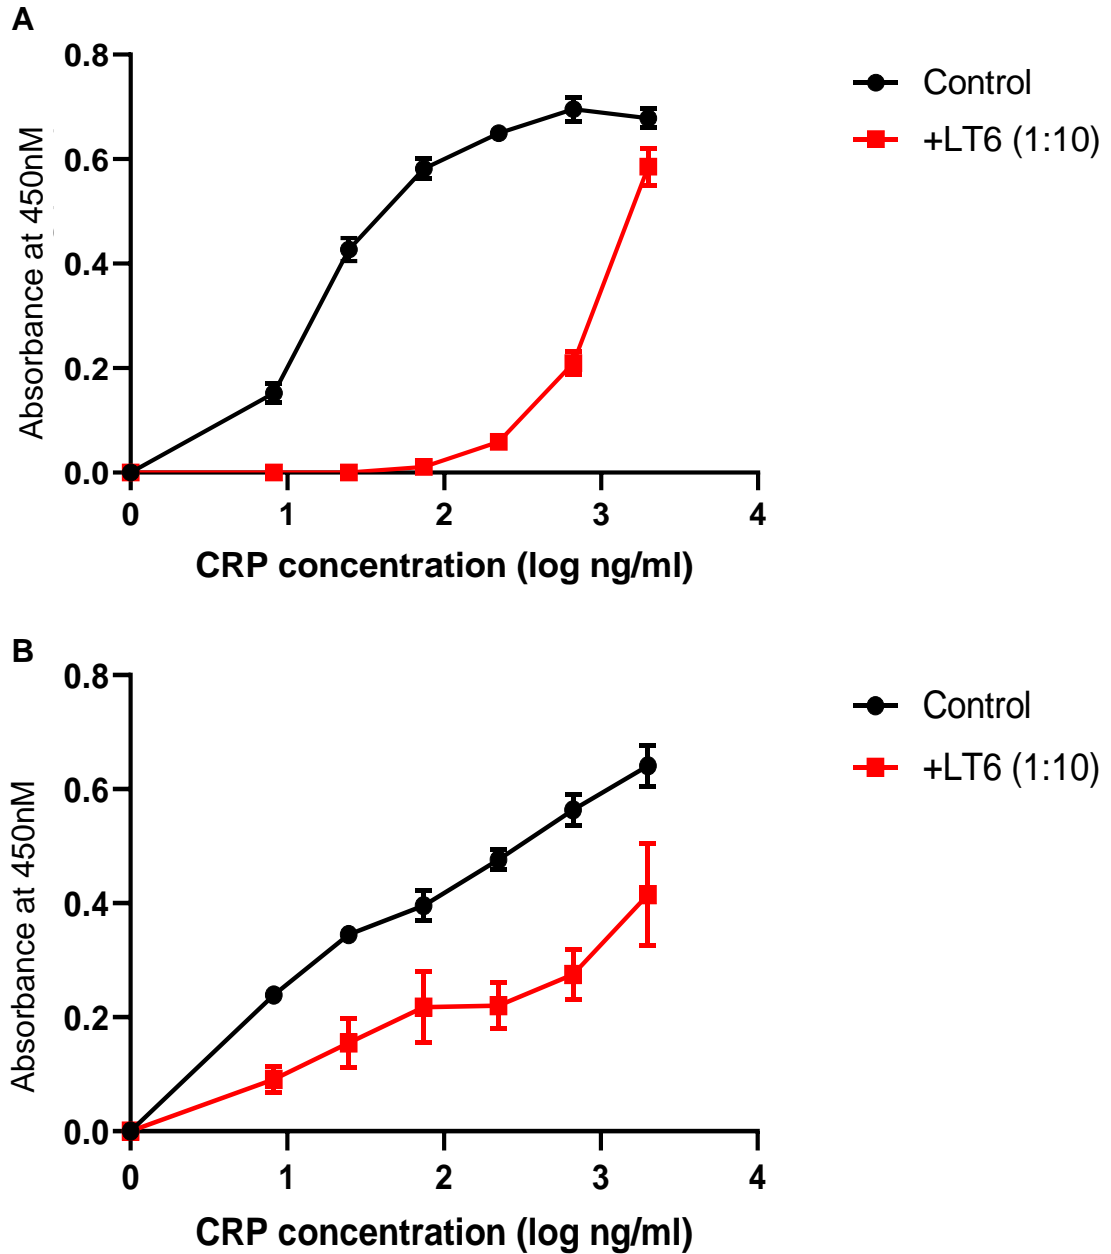 A
0.8
0.6
0.4
0.2
0.0
Absorbance at 450nM
0 1 2 3 4
CRP concentration (log ng/ml)
Control
+LT6 (1:10)
B
0.8
0.6
0.4
0.2
0.0
Absorbance at 450nM
0 1 2 3 4
CRP concentration (log ng/ml)
Control
+LT6 (1:10)